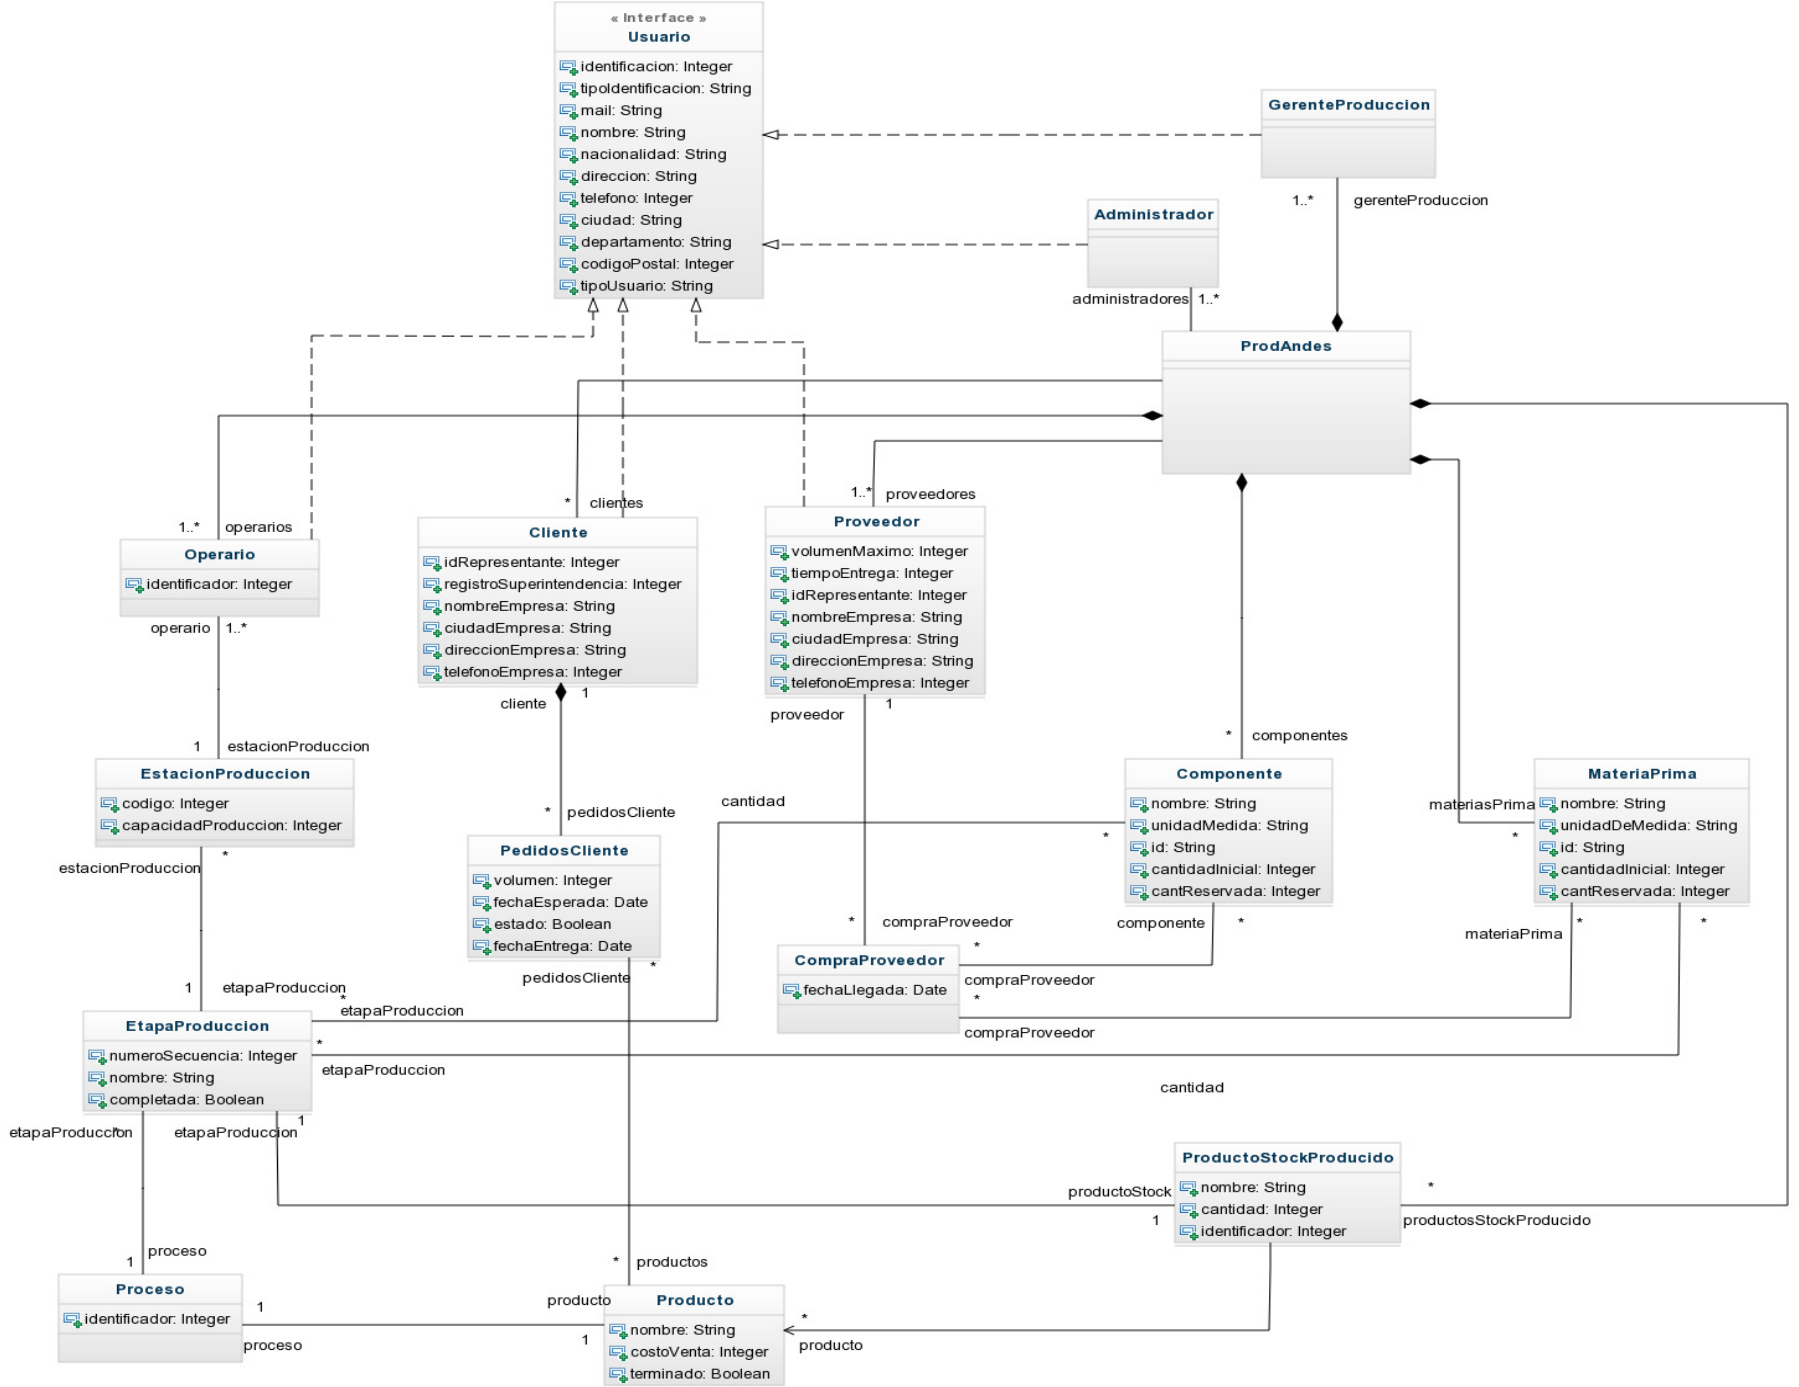 « Interface »
Usuario
identificacion: Integer
tipoIdentificacion: String
mail: String
nombre: String
nacionalidad: String
direccion: String
telefono: Integer
ciudad: String
departamento: String
codigoPostal: Integer
tipoUsuario: String
GerenteProduccion
1..* gerenteProduccion
Administrador
administradores 1..*
ProdAndes
* clientes
1..* proveedores
1..* operarios
Operario
identificador: Integer
operario 1..*
Cliente
idRepresentante: Integer
registroSuperintendencia: Integer
nombreEmpresa: String
ciudadEmpresa: String
direccionEmpresa: String
telefonoEmpresa: Integer
cliente 1
Proveedor
volumenMaximo: Integer
tiempoEntrega: Integer
idRepresentante: Integer
nombreEmpresa: String
ciudadEmpresa: String
direccionEmpresa: String
telefonoEmpresa: Integer
proveedor 1
1 estacionProduccion
EstacionProduccion
codigo: Integer
capacidadProduccion: Integer
estacionProduccion *
* pedidosCliente
PedidosCliente
volumen: Integer
fechaEsperada: Date
estado: Boolean
fechaEntrega: Date
pedidosCliente *
cantidad
* componentes
Componente
nombre: String
unidadMedida: String
id: String
cantidadInicial: Integer
cantReservada: Integer
*
componente *
materiasPrima
*
MateriaPrima
nombre: String
unidadDeMedida: String
id: String
cantidadInicial: Integer
cantReservada: Integer
materiaPrima * *
* compraProveedor
CompraProveedor
fechaLlegada: Date
*
compraProveedor
*
compraProveedor
1 etapaProduccion
*
etapaProduccion
EtapaProduccion
numeroSecuencia: Integer
nombre: String
completada: Boolean
*
etapaProduccion
cantidad
etapaProduccion *
etapaProduccion 1
productoStock
1
ProductoStockProducido
nombre: String
cantidad: Integer
identificador: Integer
*
productosStockProducido
1 proceso
Proceso
identificador: Integer
1
proceso
* productos
producto
1
Producto
nombre: String
costoVenta: Integer
terminado: Boolean
*
producto